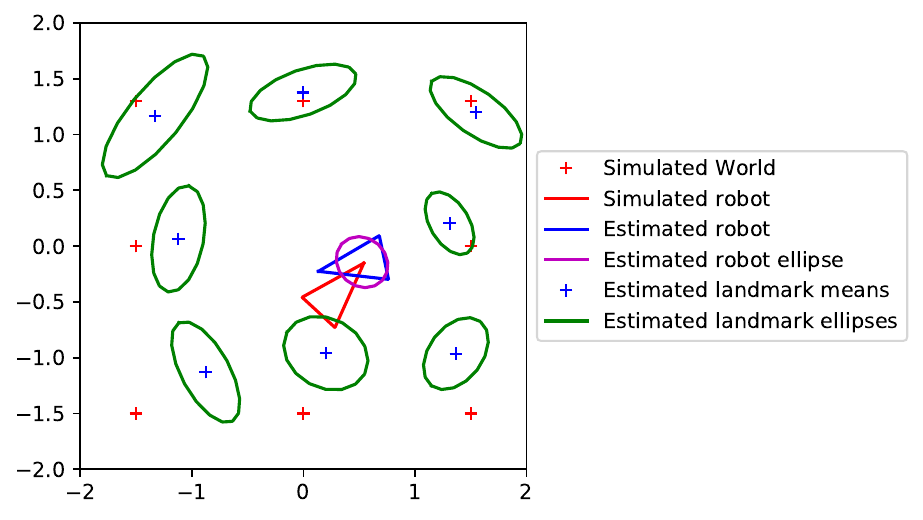 2.0
1.5
1.0
0.5
0.0
−0.5
−1.0
−1.5
−2.0
−2
−1
0
1
2
Simulated World
Simulated robot
Estimated robot
Estimated robot ellipse
Estimated landmark means
Estimated landmark ellipses